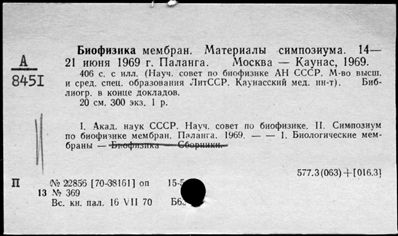 Биофизика мембран. Материалы симпозиума. 14—
21 июня 1969 г. Паланга. Москва — Каунас, 1969.
А
8451
406 с. с илл. (Науч. совет по биофизике АН СССР. М-во высш.
и сред. спец. образования ЛитССР. Каунасский мед. ин-т). Биб-
лиогр. в конце докладов.
20 см. 300 экз. 1 р.
I. Акад. наук СССР. Науч. совет по биофизике. II. Симпозиум
по биофизике мембран. Паланга. 1969. — — 1. Биологические мем-
браны — Биофизика — Сборники.
577.3(063)+[016.3]
П № 22856 [70-38161] оп 15-5
13 № 369
Вс. кн. пал. 16 VII 70 Б63